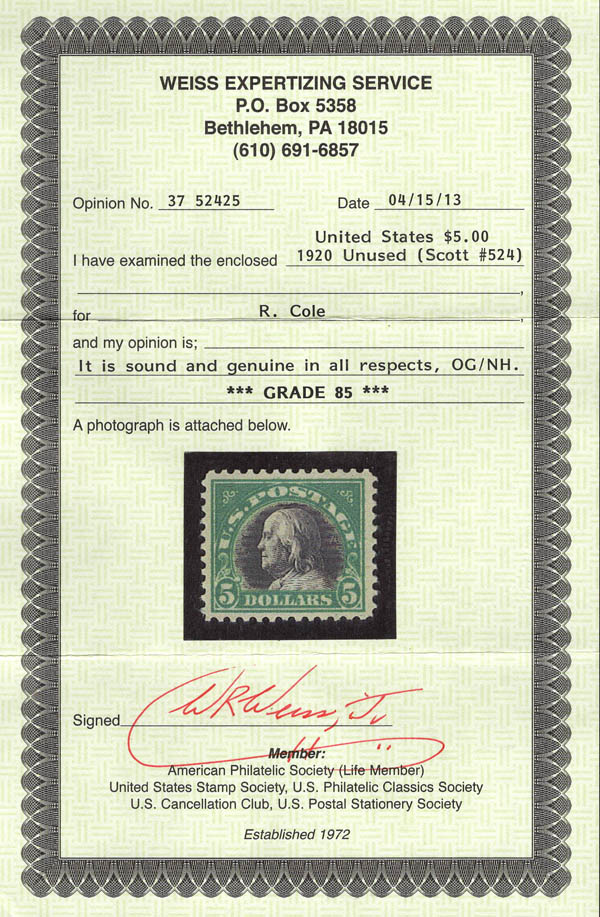 WEISS EXPERTIZING SERVICE
P.O. Box 5358
Bethlehem, PA 18015
(610) 691-6857
Opinion No. 37 52425 Date 04/15/13
United States $5.00
I have examined the enclosed 1920 Unused (Scott #524)
,
for R. Cole ,
and my opinion is;
It is sound and genuine in all respects, OG/NH.
*** GRADE 85 ***
A photograph is attached below.
U.S. POSTAGE
5 DOLLARS 5
Signed W R Weiss, Jr
Member:
American Philatelic Society (Life Member)
United States Stamp Society, U.S. Philatelic Classics Society
U.S. Cancellation Club, U.S. Postal Stationery Society
Established 1972